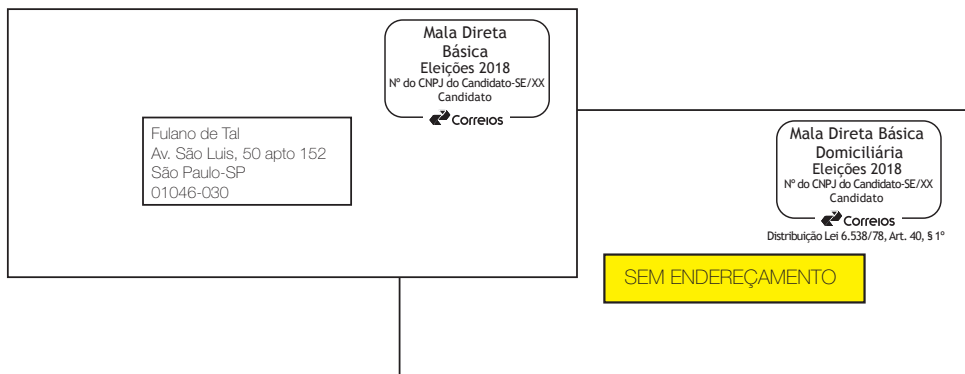 Mala Direta
Básica
Eleições 2018
Nº do CNPJ do Candidato-SE/XX
Candidato
Correios
Fulano de Tal
Av. São Luis, 50 apto 152
São Paulo-SP
01046-030
Mala Direta Básica
Domiciliária
Eleições 2018
Nº do CNPJ do Candidato-SE/XX
Candidato
Correios
Distribuição Lei 6.538/78, Art. 40, § 1º
SEM ENDEREÇAMENTO